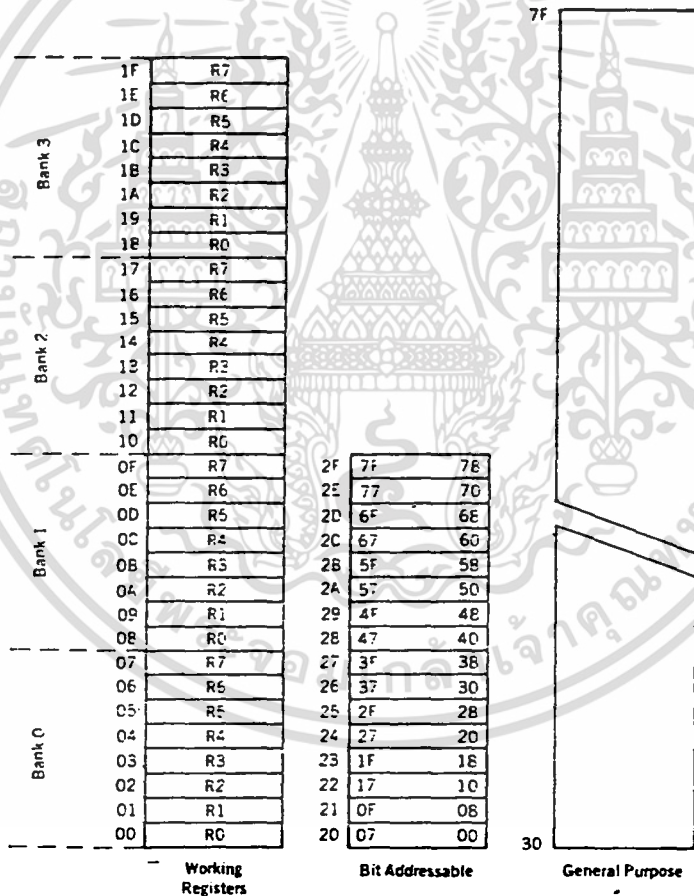 7F
1F R7
1E R6
1D R5
1C R4
1B R3
1A R2
19 R1
18 R0
Bank 3
17 R7
16 R6
15 R5
14 R4
13 R3
12 R2
11 R1
10 R0
Bank 2
0F R7
0E R6
0D R5
0C R4
0B R3
0A R2
09 R1
08 R0
Bank 1
07 R7
06 R6
05 R5
04 R4
03 R3
02 R2
01 R1
00 R0
Bank 0
2F 7F 78
2E 77 70
2D 6F 68
2C 67 60
2B 5F 58
2A 57 50
29 4F 48
28 47 40
27 3F 38
26 37 30
25 2F 28
24 27 20
23 1F 18
22 17 10
21 0F 08
20 07 00
30
Working
Registers
Bit Addressable
General Purpose